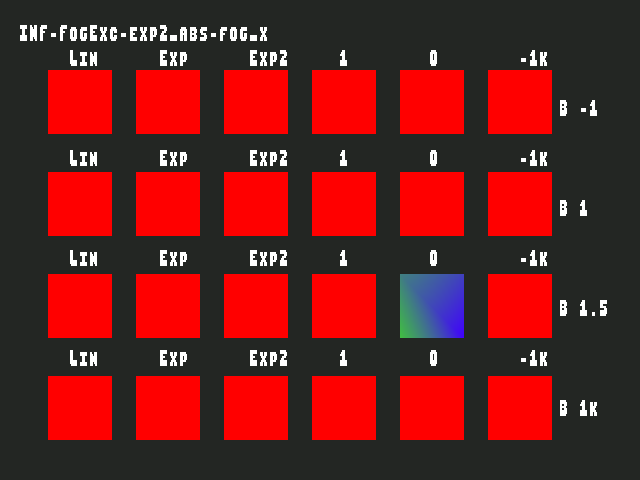 INF-FOGEXC-EXP2_ABS-FOG_X
LIN EXP EXP2 1 0 -1K
B -1
LIN EXP EXP2 1 0 -1K
B 1
LIN EXP EXP2 1 0 -1K
B 1.5
LIN EXP EXP2 1 0 -1K
B 1K